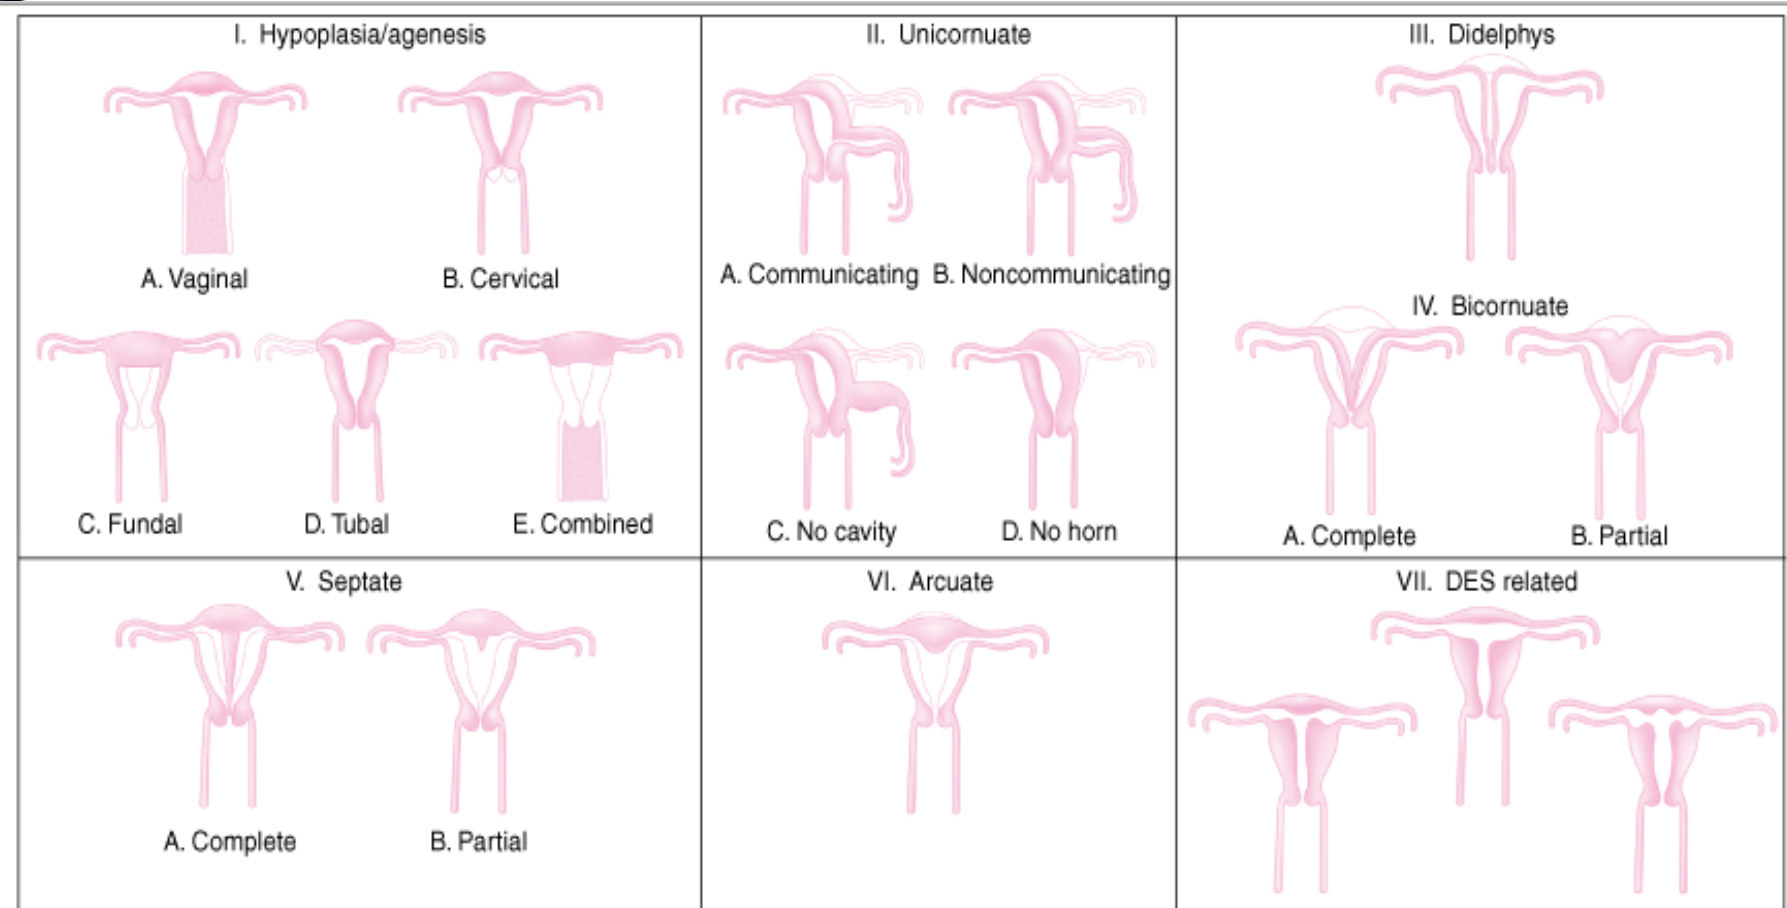 I. Hypoplasia/agenesis
A. Vaginal
B. Cervical
C. Fundal
D. Tubal
E. Combined
II. Unicornuate
A. Communicating
B. Noncommunicating
C. No cavity
D. No horn
III. Didelphys
IV. Bicornuate
A. Complete
B. Partial
V. Septate
A. Complete
B. Partial
VI. Arcuate
VII. DES related